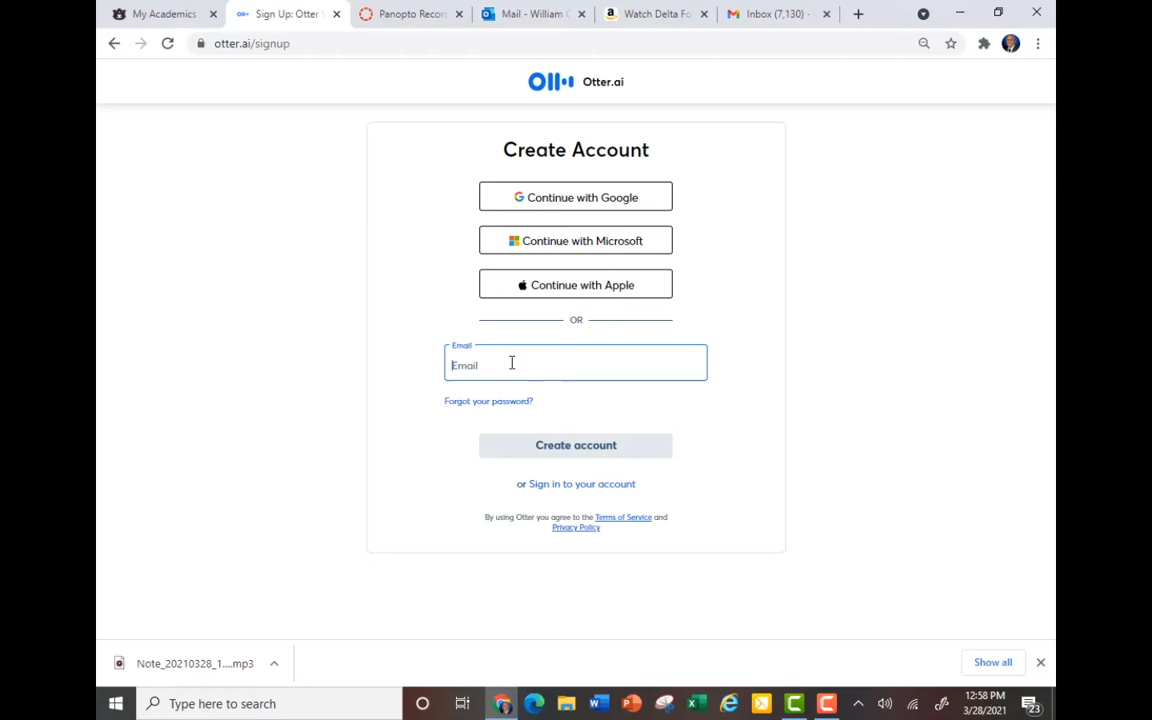 My Academics
Sign Up: Otter
Panopto Recor
Mail - William
Watch Delta Fo
Inbox (7,130) -
otter.ai/signup
Otter.ai
Create Account
Continue with Google
Continue with Microsoft
Continue with Apple
OR
Email
Email
Forgot your password?
Create account
or Sign in to your account
By using Otter you agree to the Terms of Service and
Privacy Policy
Note_20210328_1....mp3
Show all
Type here to search
12:58 PM
3/28/2021
23